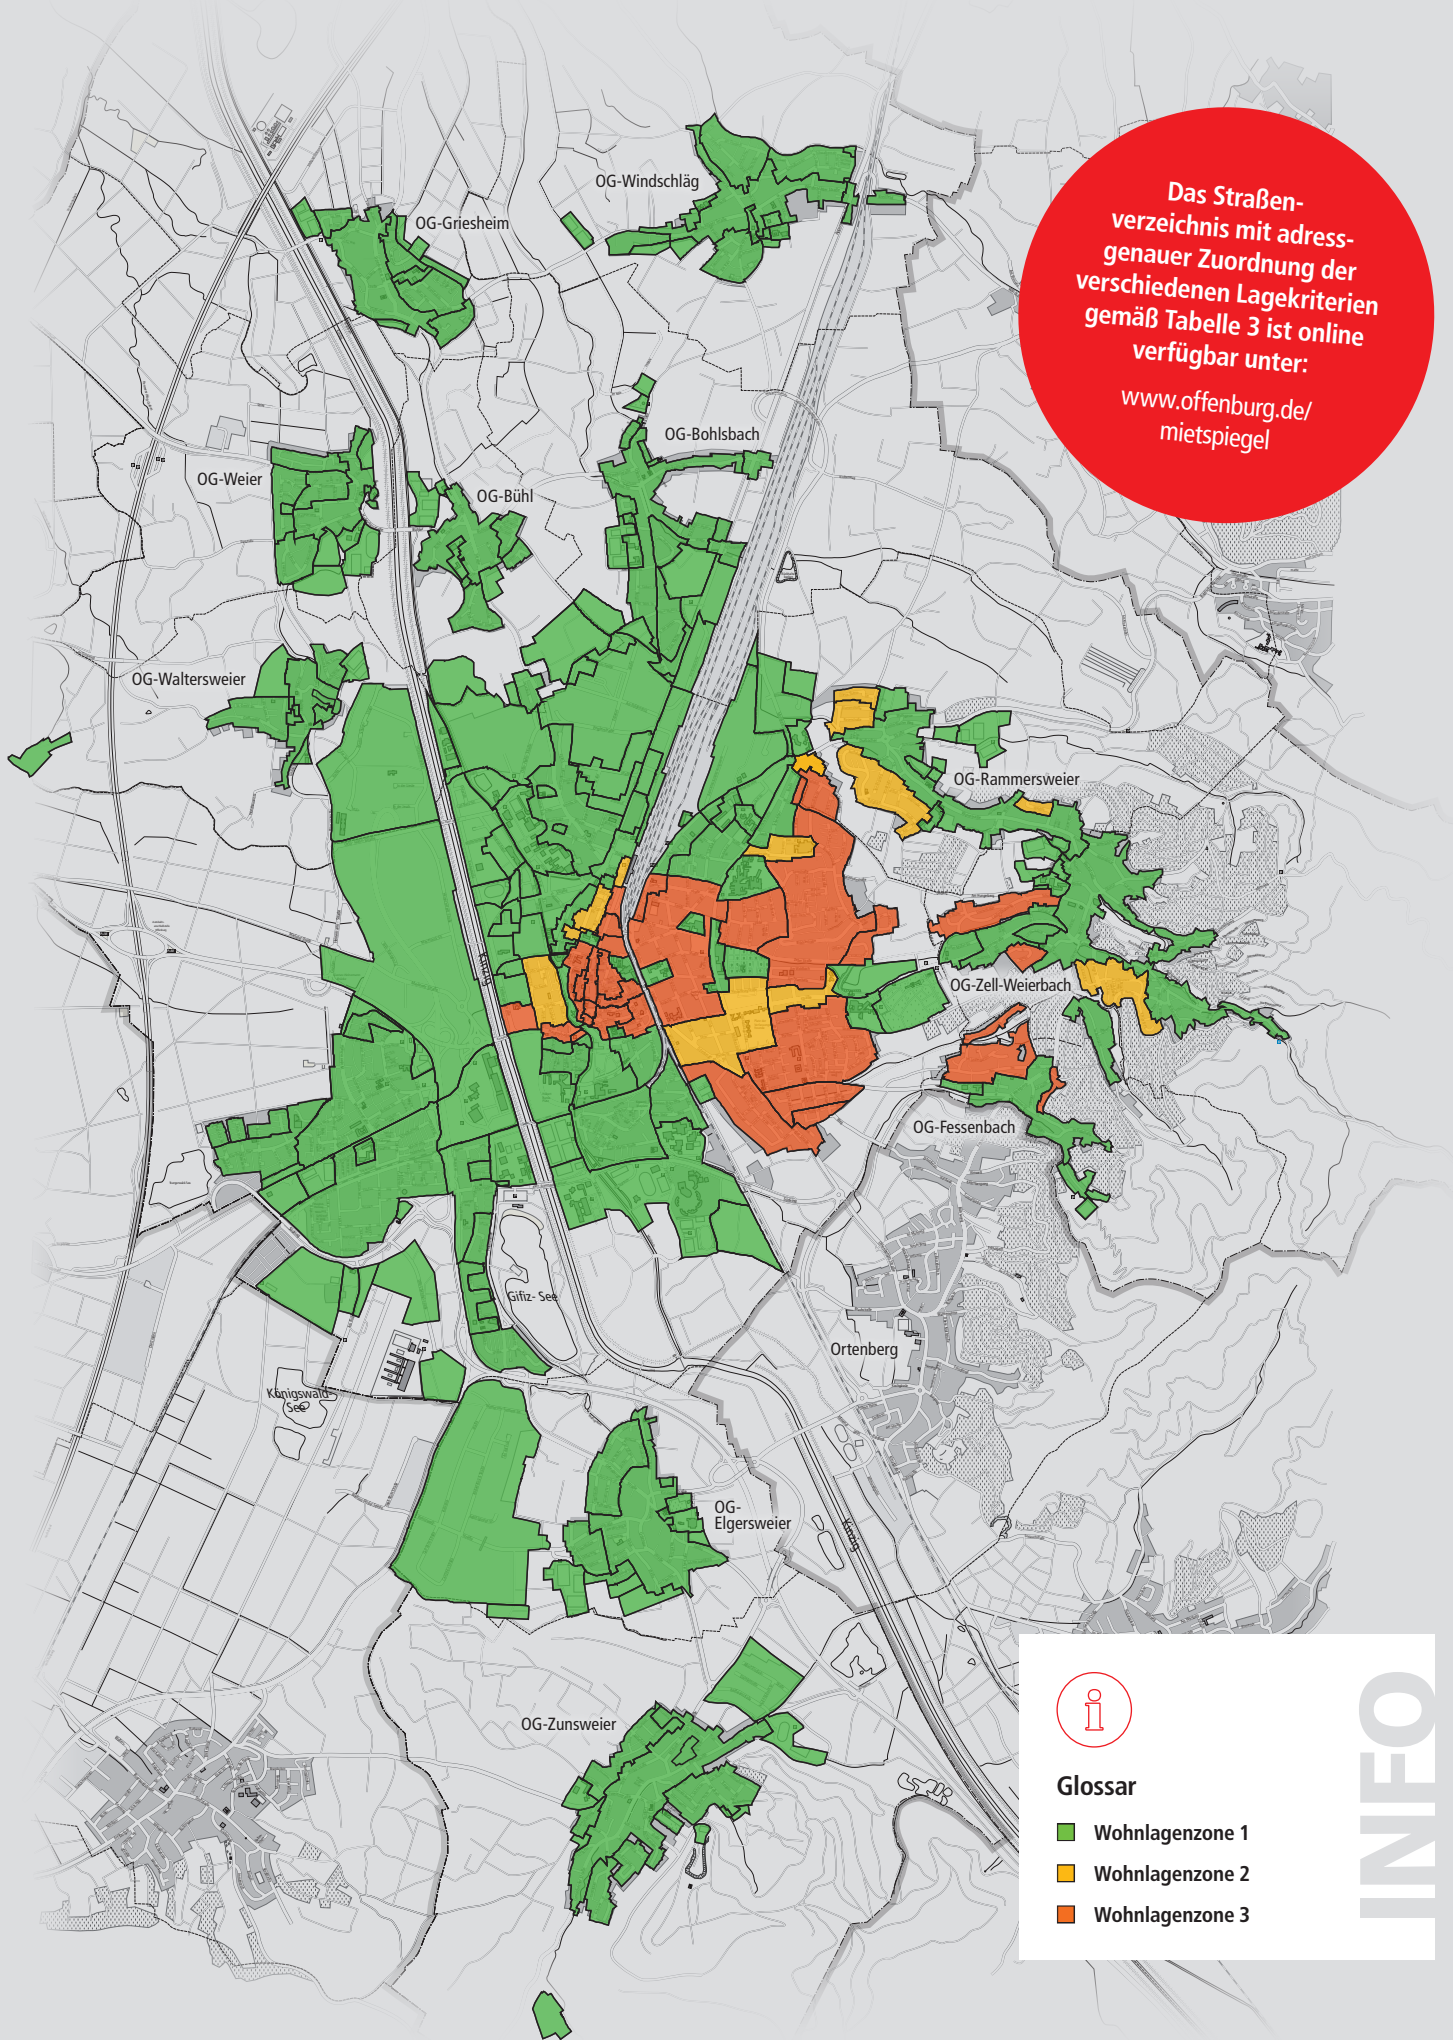 Das Straßen-
verzeichnis mit adress-
genauer Zuordnung der
verschiedenen Lagekriterien
gemäß Tabelle 3 ist online
verfügbar unter:
www.offenburg.de/
mietspiegel
OG-Windschläg
OG-Griesheim
OG-Bohlsbach
OG-Weier
OG-Bühl
OG-Waltersweier
OG-Rammersweier
Kinzig
OG-Zell-Weierbach
OG-Fessenbach
Gifiz- See
Ortenberg
Königswald-
See
OG-
Elgersweier
Kinzig
OG-Zunsweier
INFO
Glossar
Wohnlagenzone 1
Wohnlagenzone 2
Wohnlagenzone 3